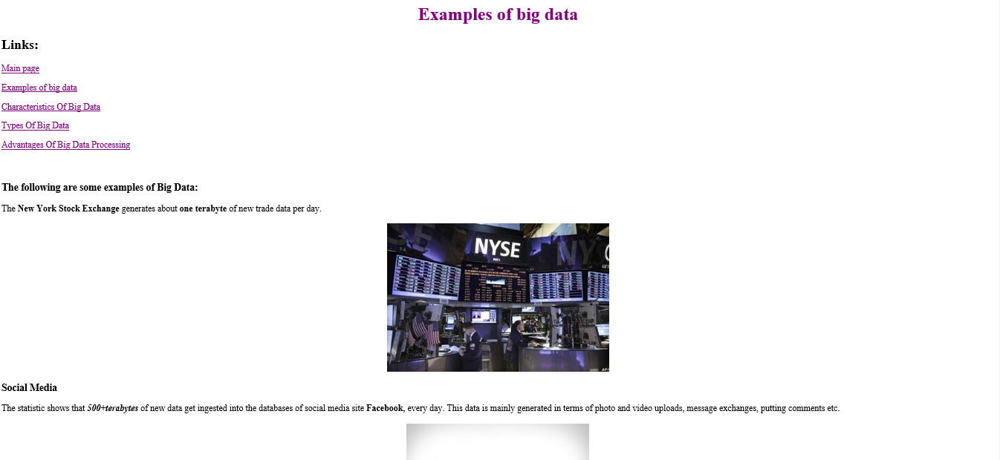 Examples of big data
Links:
Main page
Examples of big data
Characteristics Of Big Data
Types Of Big Data
Advantages Of Big Data Processing
The following are some examples of Big Data:
The New York Stock Exchange generates about one terabyte of new trade data per day.
NYSE
NY
Social Media
The statistic shows that 500+terabytes of new data get ingested into the databases of social media site Facebook, every day. This data is mainly generated in terms of photo and video uploads, message exchanges, putting comments etc.